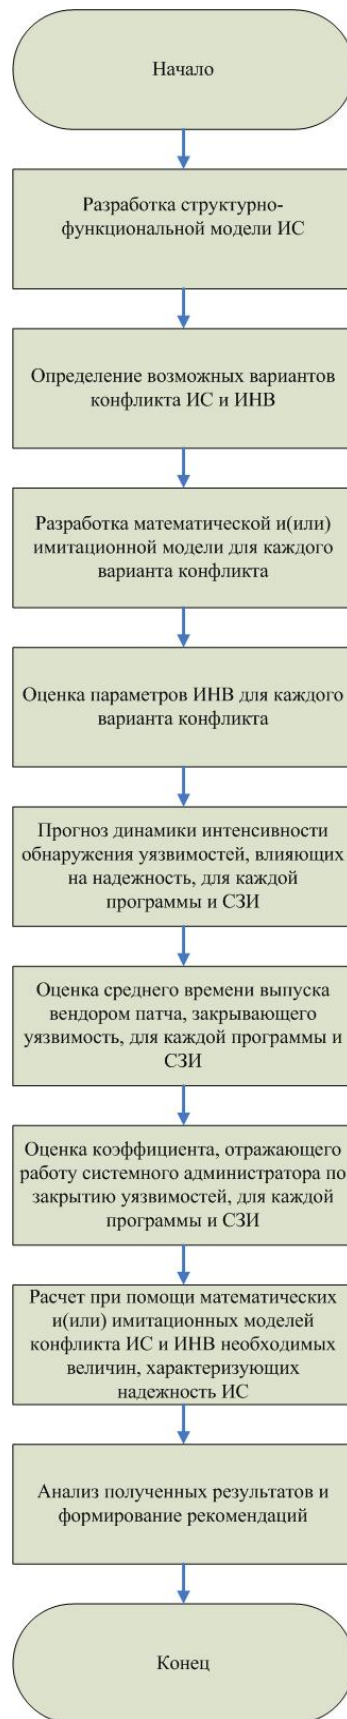 Начало
Разработка структурно-
функциональной модели ИС
Определение возможных вариантов
конфликта ИС и ИНВ
Разработка математической и(или)
имитационной модели для каждого
варианта конфликта
Оценка параметров ИНВ для каждого
варианта конфликта
Прогноз динамики интенсивности
обнаружения уязвимостей, влияющих
на надежность, для каждой
программы и СЗИ
Оценка среднего времени выпуска
вендором патча, закрывающего
уязвимость, для каждой программы и
СЗИ
Оценка коэффициента, отражающего
работу системного администратора по
закрытию уязвимостей, для каждой
программы и СЗИ
Расчет при помощи математических
и(или) имитационных моделей
конфликта ИС и ИНВ необходимых
величин, характеризующих
надежность ИС
Анализ полученных результатов и
формирование рекомендаций
Конец